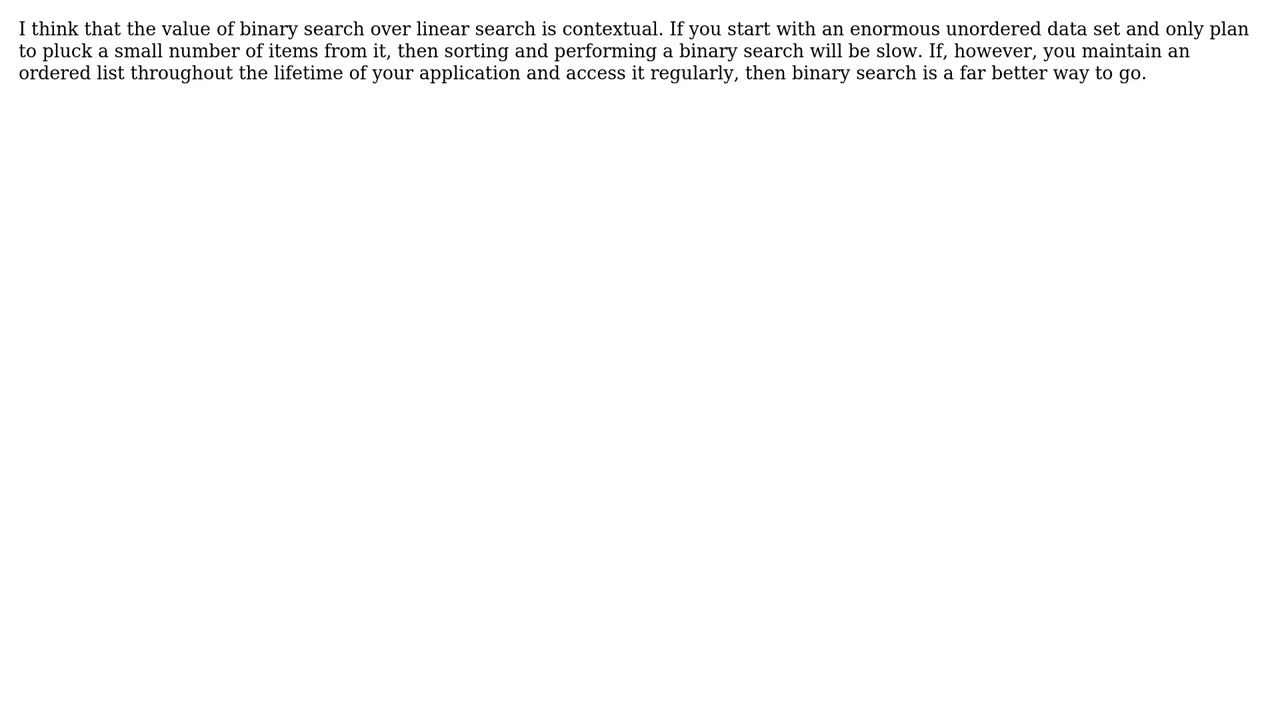 I think that the value of binary search over linear search is contextual. If you start with an enormous unordered data set and only plan
to pluck a small number of items from it, then sorting and performing a binary search will be slow. If, however, you maintain an
ordered list throughout the lifetime of your application and access it regularly, then binary search is a far better way to go.